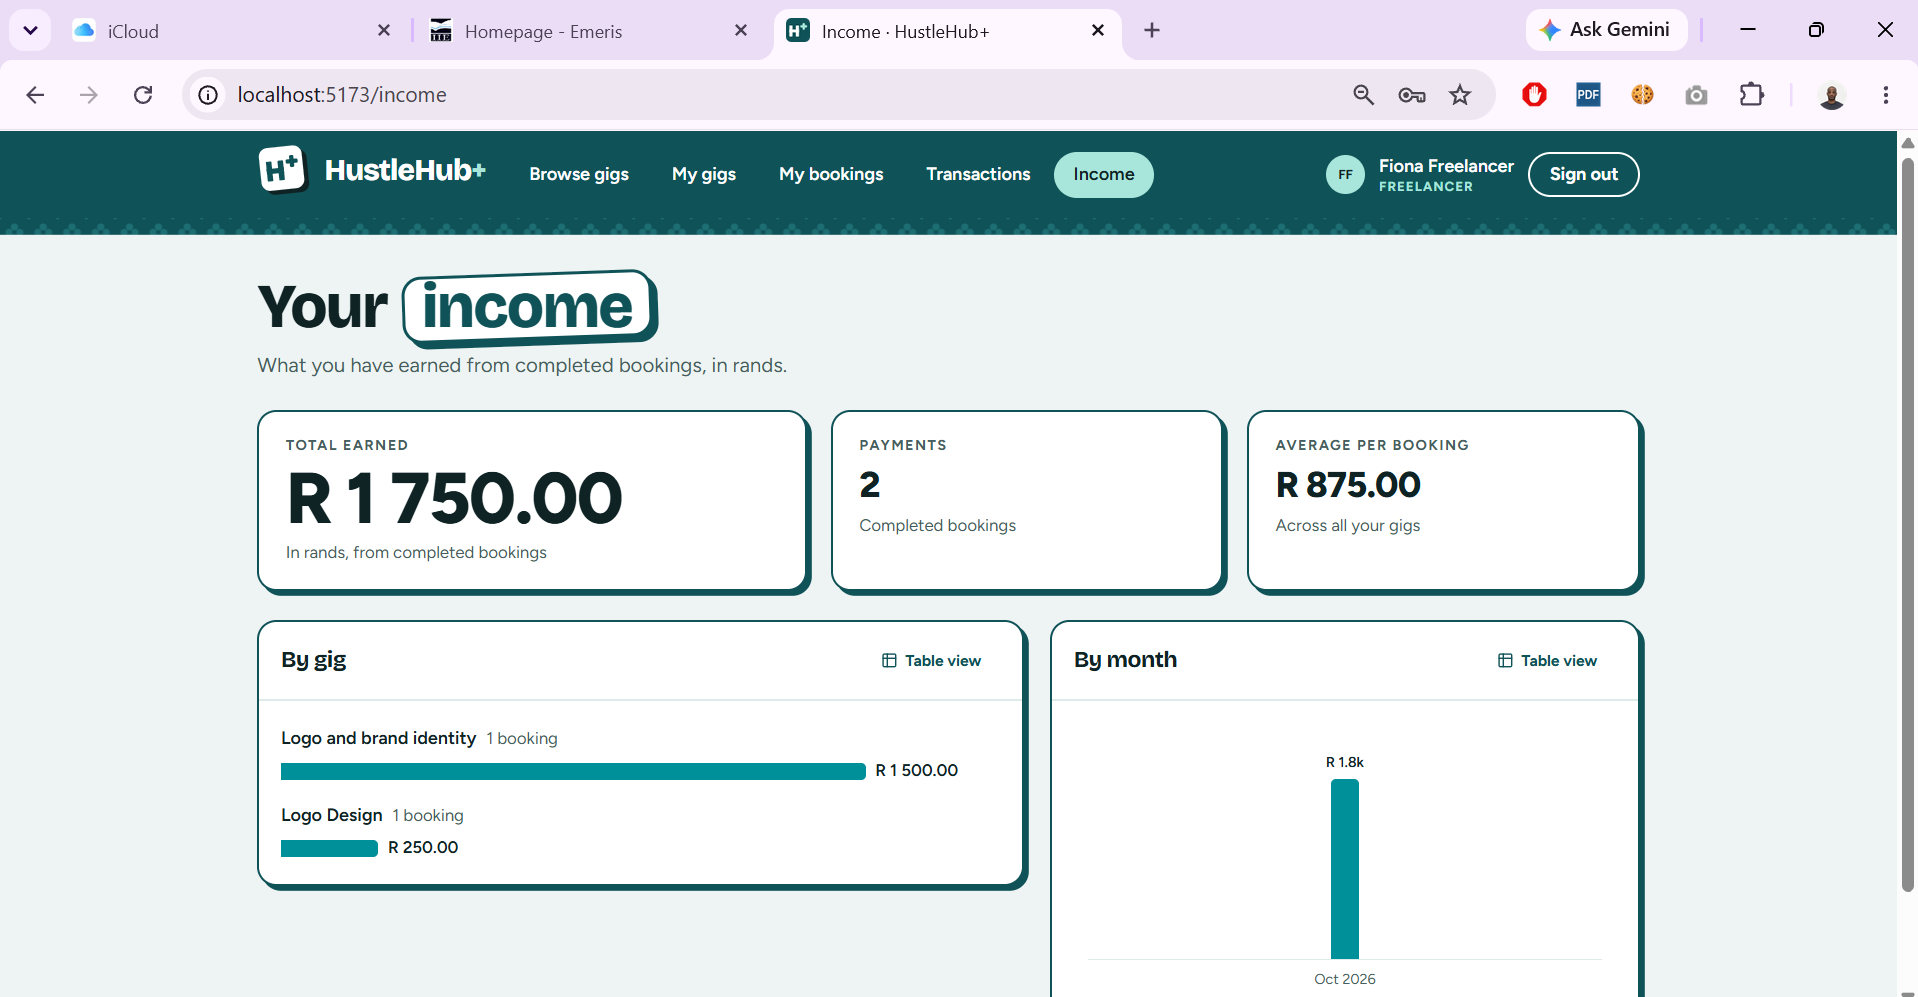 iCloud
Homepage - Emeris
Income · HustleHub+
Ask Gemini
localhost:5173/income
PDF
H+ HustleHub+
Browse gigs
My gigs
My bookings
Transactions
Income
FF
Fiona Freelancer
FREELANCER
Sign out
Your income
What you have earned from completed bookings, in rands.
TOTAL EARNED
R 1 750.00
In rands, from completed bookings
PAYMENTS
2
Completed bookings
AVERAGE PER BOOKING
R 875.00
Across all your gigs
By gig
Table view
Logo and brand identity 1 booking
R 1 500.00
Logo Design 1 booking
R 250.00
By month
Table view
R 1.8k
Oct 2026